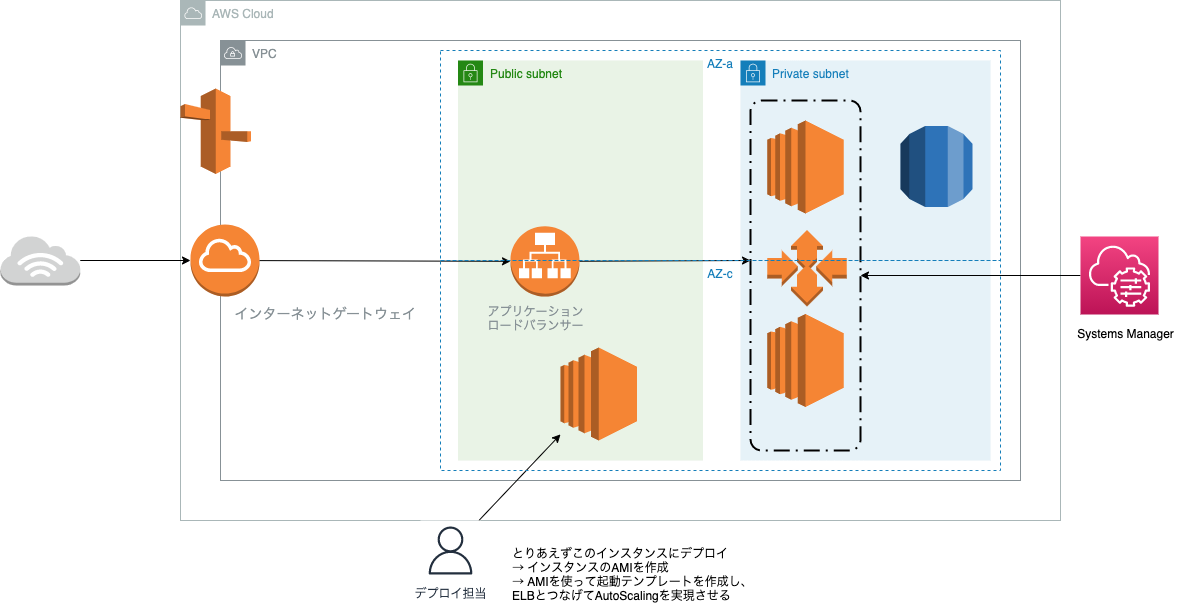 AWS Cloud
VPC
Public subnet
AZ-a
Private subnet
AZ-c
インターネットゲートウェイ
アプリケーション
ロードバランサー
Systems Manager
デプロイ担当
とりあえずこのインスタンスにデプロイ
→ インスタンスのAMIを作成
→ AMIを使って起動テンプレートを作成し、
ELBとつなげてAutoScalingを実現させる